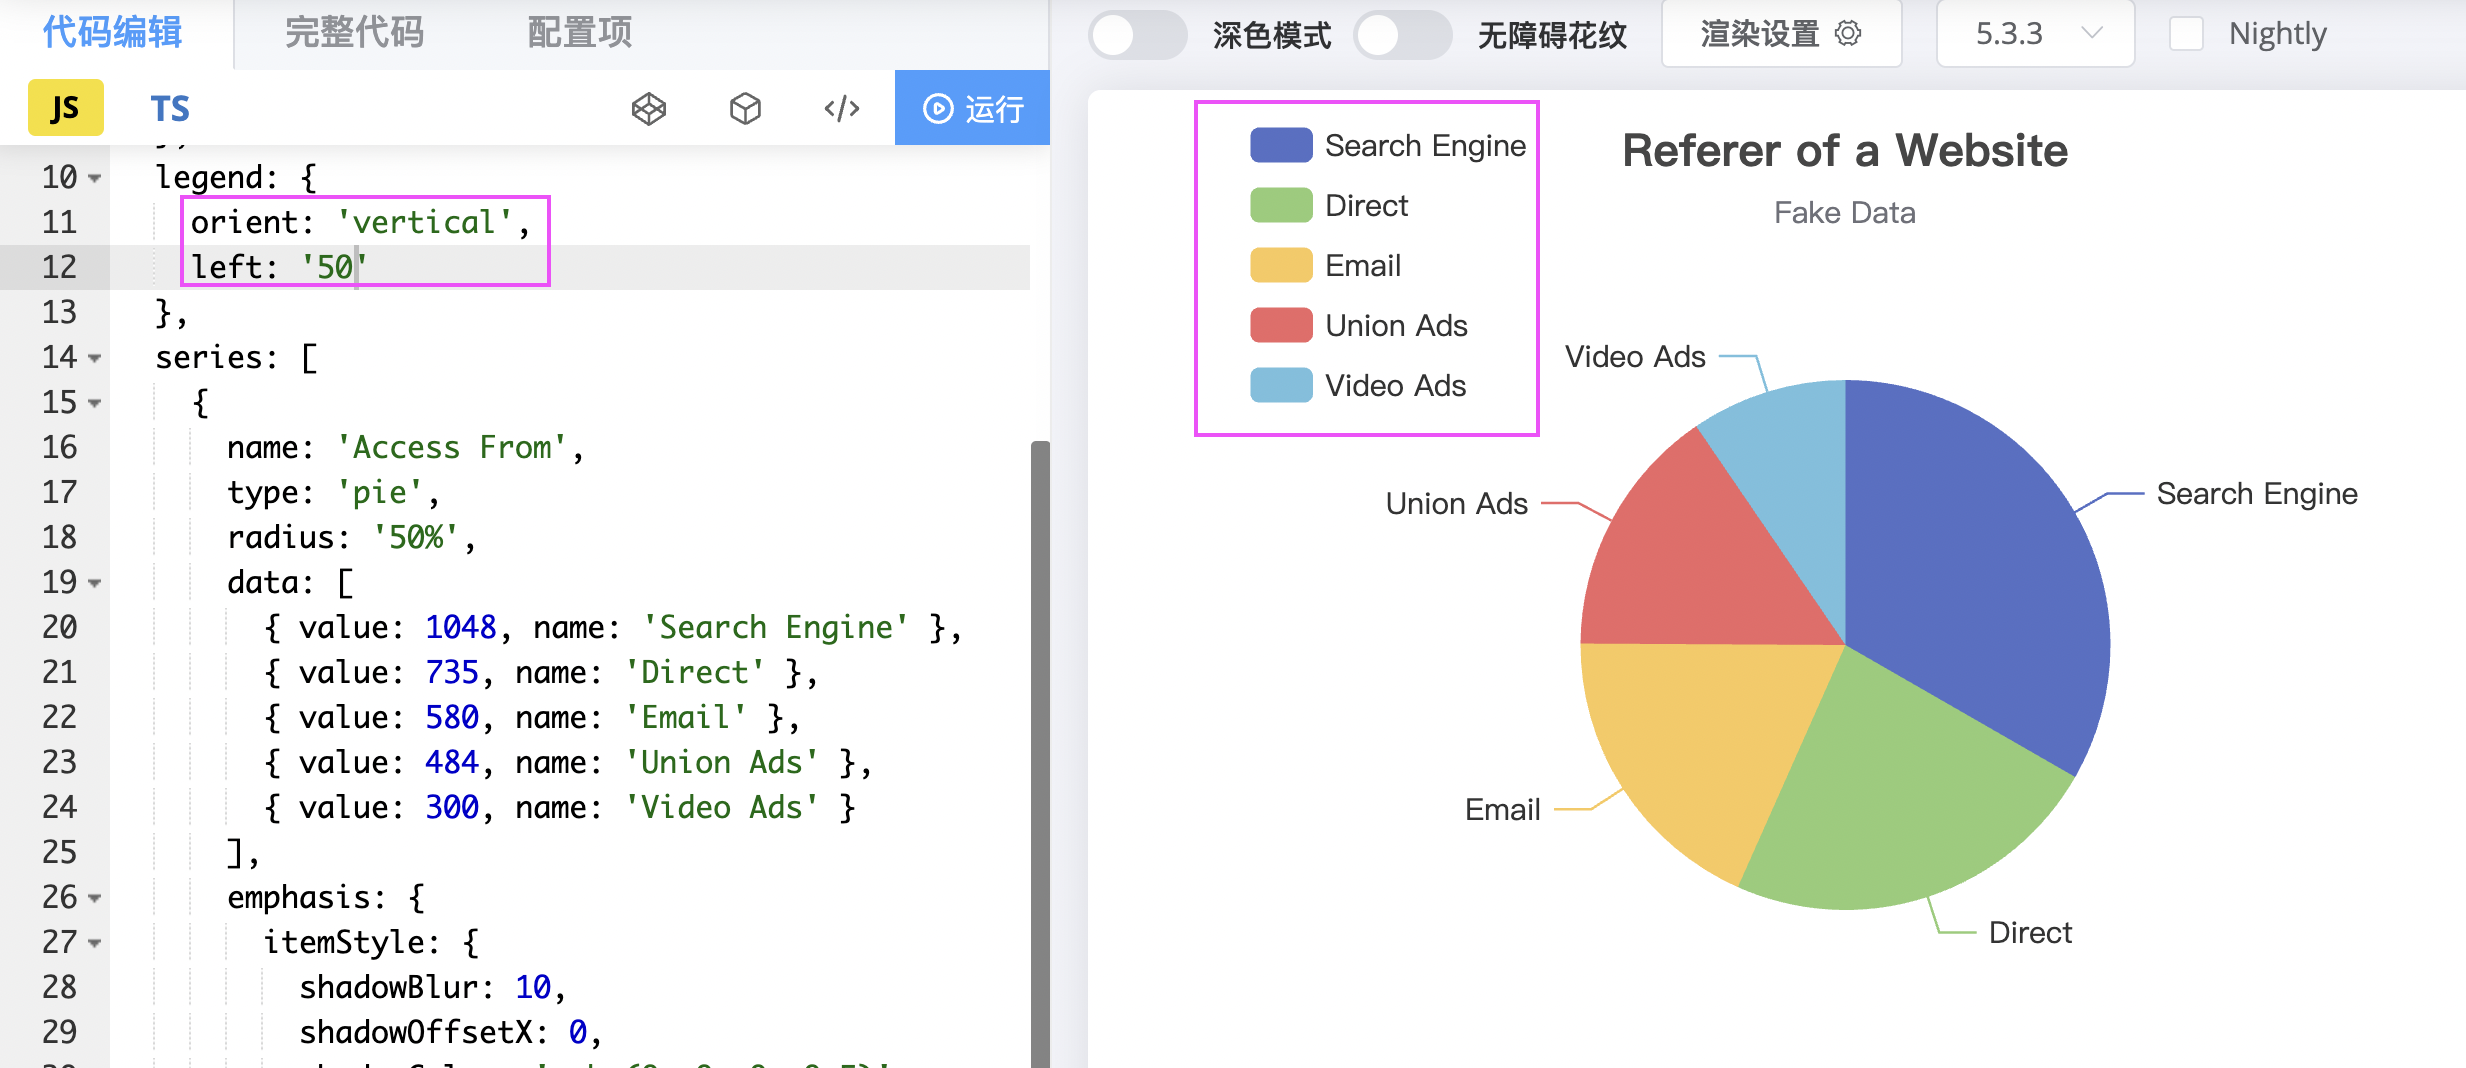 代码编辑 完整代码 配置项
JS TS 运行
10 legend: {
11 orient: 'vertical',
12 left: '50'
13 },
14 series: [
15 {
16 name: 'Access From',
17 type: 'pie',
18 radius: '50%',
19 data: [
20 { value: 1048, name: 'Search Engine' },
21 { value: 735, name: 'Direct' },
22 { value: 580, name: 'Email' },
23 { value: 484, name: 'Union Ads' },
24 { value: 300, name: 'Video Ads' }
25 ],
26 emphasis: {
27 itemStyle: {
28 shadowBlur: 10,
29 shadowOffsetX: 0,
深色模式 无障碍花纹 渲染设置 5.3.3 Nightly
Search Engine
Direct
Email
Union Ads
Video Ads
Referer of a Website
Fake Data
Video Ads
Union Ads
Search Engine
Email
Direct